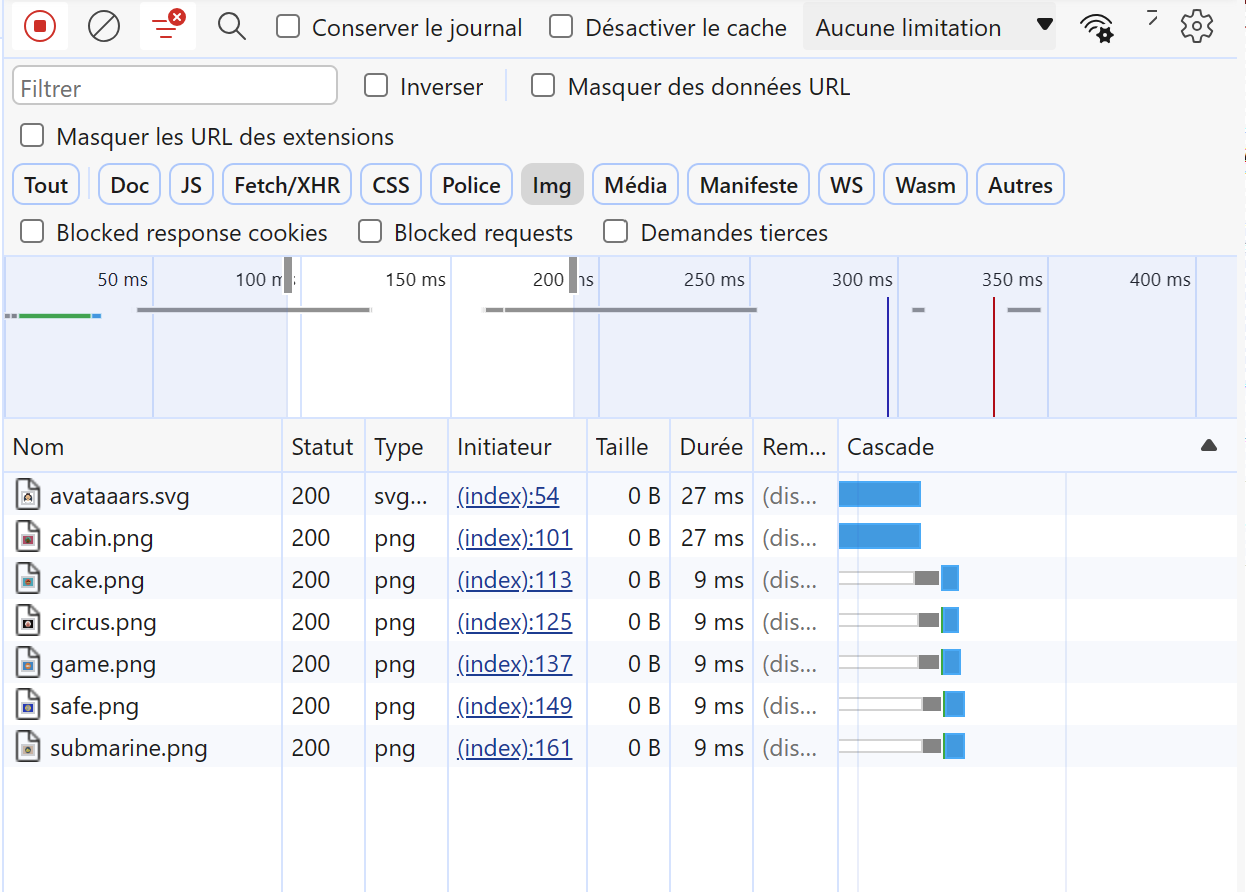 Conserver le journal Désactiver le cache Aucune limitation
Filtrer Inverser Masquer des données URL
Masquer les URL des extensions
Tout Doc JS Fetch/XHR CSS Police Img Média Manifeste WS Wasm Autres
Blocked response cookies Blocked requests Demandes tierces
50 ms 100 m 150 ms 200 ms 250 ms 300 ms 350 ms 400 ms
Nom Statut Type Initiateur Taille Durée Rem... Cascade
avataaars.svg 200 svg... (index):54 0 B 27 ms (dis...
cabin.png 200 png (index):101 0 B 27 ms (dis...
cake.png 200 png (index):113 0 B 9 ms (dis...
circus.png 200 png (index):125 0 B 9 ms (dis...
game.png 200 png (index):137 0 B 9 ms (dis...
safe.png 200 png (index):149 0 B 9 ms (dis...
submarine.png 200 png (index):161 0 B 9 ms (dis...